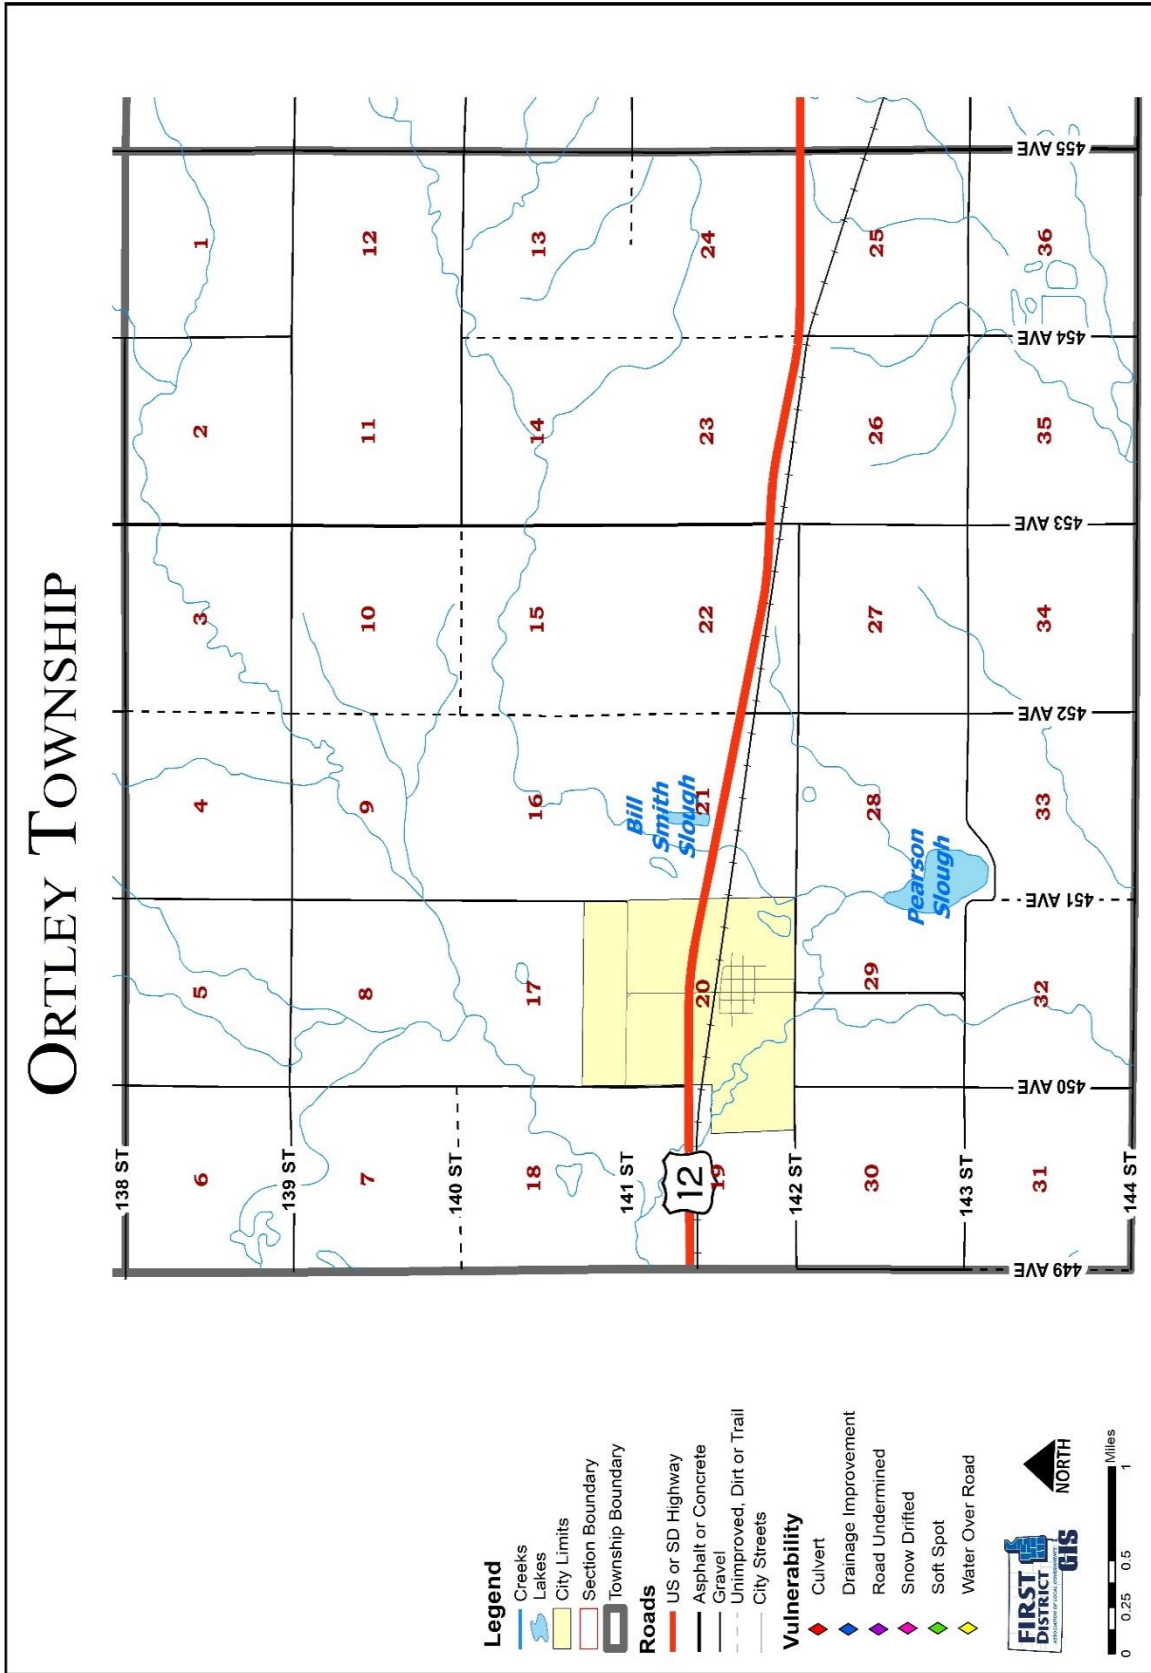 ORTLEY TOWNSHIP
138 ST
139 ST
140 ST
141 ST
142 ST
143 ST
144 ST
449 AVE
450 AVE
451 AVE
452 AVE
453 AVE
454 AVE
455 AVE
6
5
4
3
2
1
7
8
9
10
11
12
18
17
16
15
14
13
19
20
21
22
23
24
30
29
28
27
26
25
31
32
33
34
35
36
12
Bill
Smith
Slough
Pearson
Slough
Legend
Creeks
Lakes
City Limits
Section Boundary
Township Boundary
Roads
US or SD Highway
Asphalt or Concrete
Gravel
Unimproved, Dirt or Trail
City Streets
Vulnerability
Culvert
Drainage Improvement
Road Undermined
Snow Drifted
Soft Spot
Water Over Road
FIRST
DISTRICT
ASSOCIATION OF LOCAL GOVERNMENTS
GIS
NORTH
0 0.25 0.5 1
Miles